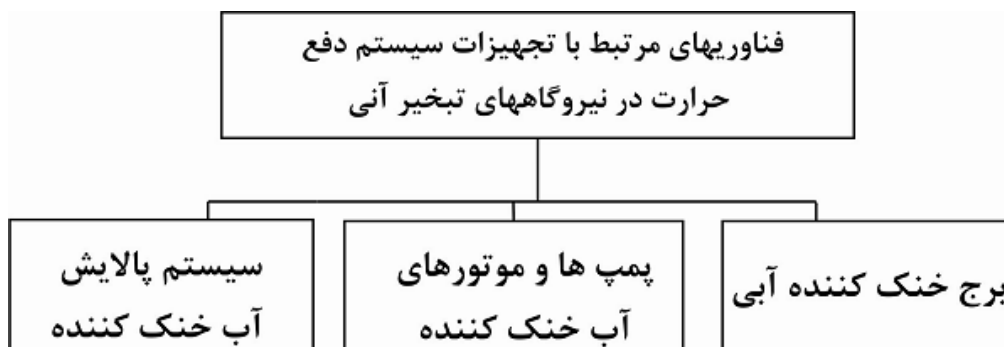 فناوریهای مرتبط با تجهیزات سیستم دفع
حرارت در نیروگاههای تبخیر آنی
برج خنک کننده آبی
پمپ ها و موتورهای
آب خنک کننده
سیستم پالایش
آب خنک کننده